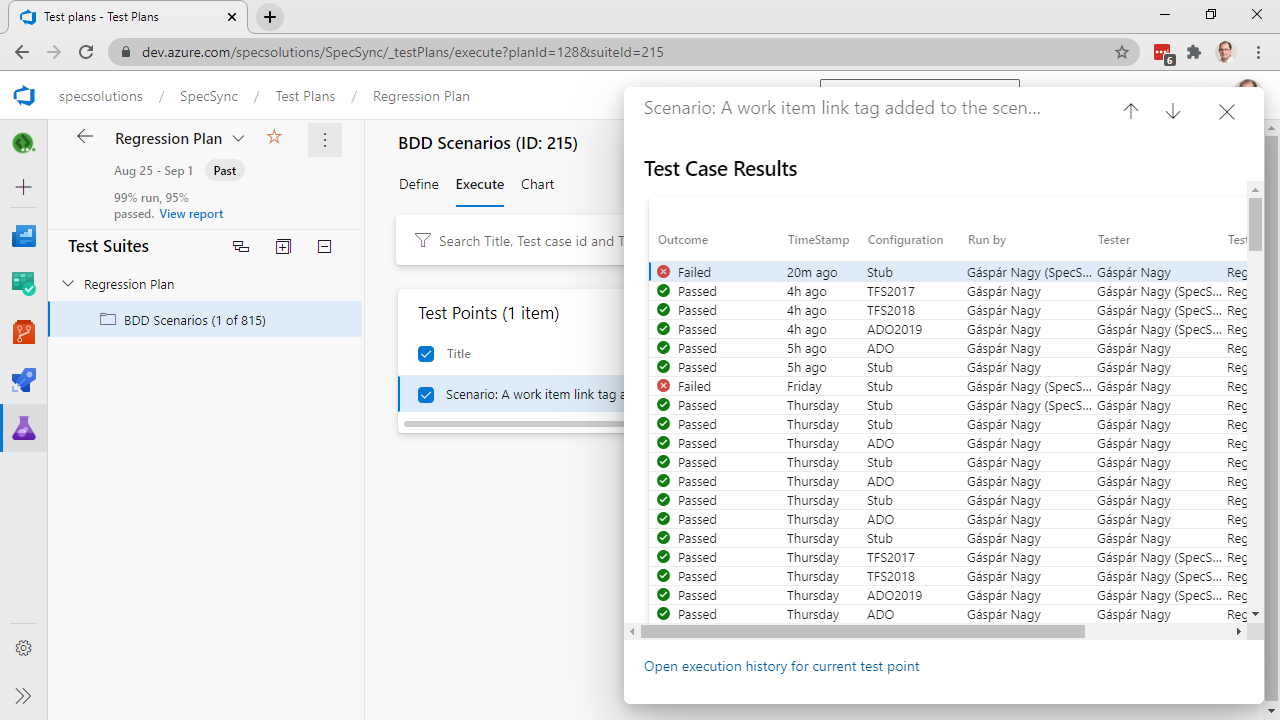 Test plans - Test Plans
dev.azure.com/specsolutions/SpecSync/_testPlans/execute?planId=128&suiteId=215
6
specsolutions / SpecSync / Test Plans / Regression Plan
Regression Plan
Aug 25 - Sep 1 Past
99% run, 95%
passed. View report
Test Suites
Regression Plan
BDD Scenarios (1 of 815)
BDD Scenarios (ID: 215)
Define Execute Chart
Search Title, Test case id and T
Test Points (1 item)
Title
Scenario: A work item link tag a
Scenario: A work item link tag added to the scen...
Test Case Results
Outcome TimeStamp Configuration Run by Tester Test
Failed 20m ago Stub Gáspár Nagy (SpecS... Gáspár Nagy Reg
Passed 4h ago TFS2017 Gáspár Nagy Gáspár Nagy (SpecS... Reg
Passed 4h ago TFS2018 Gáspár Nagy Gáspár Nagy (SpecS... Reg
Passed 4h ago ADO2019 Gáspár Nagy Gáspár Nagy (SpecS... Reg
Passed 5h ago ADO Gáspár Nagy Gáspár Nagy Reg
Passed 5h ago Stub Gáspár Nagy Gáspár Nagy Reg
Failed Friday Stub Gáspár Nagy (SpecS... Gáspár Nagy Reg
Passed Thursday Stub Gáspár Nagy (SpecS... Gáspár Nagy Reg
Passed Thursday Stub Gáspár Nagy Gáspár Nagy Reg
Passed Thursday ADO Gáspár Nagy Gáspár Nagy Reg
Passed Thursday Stub Gáspár Nagy Gáspár Nagy Reg
Passed Thursday ADO Gáspár Nagy Gáspár Nagy Reg
Passed Thursday Stub Gáspár Nagy Gáspár Nagy Reg
Passed Thursday ADO Gáspár Nagy Gáspár Nagy Reg
Passed Thursday Stub Gáspár Nagy Gáspár Nagy Reg
Passed Thursday TFS2017 Gáspár Nagy Gáspár Nagy (SpecS... Reg
Passed Thursday TFS2018 Gáspár Nagy Gáspár Nagy (SpecS... Reg
Passed Thursday ADO2019 Gáspár Nagy Gáspár Nagy (SpecS... Reg
Passed Thursday ADO Gáspár Nagy Gáspár Nagy Reg
Open execution history for current test point